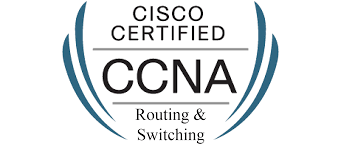 CISCO
CERTIFIED
CCNA
Routing &
Switching